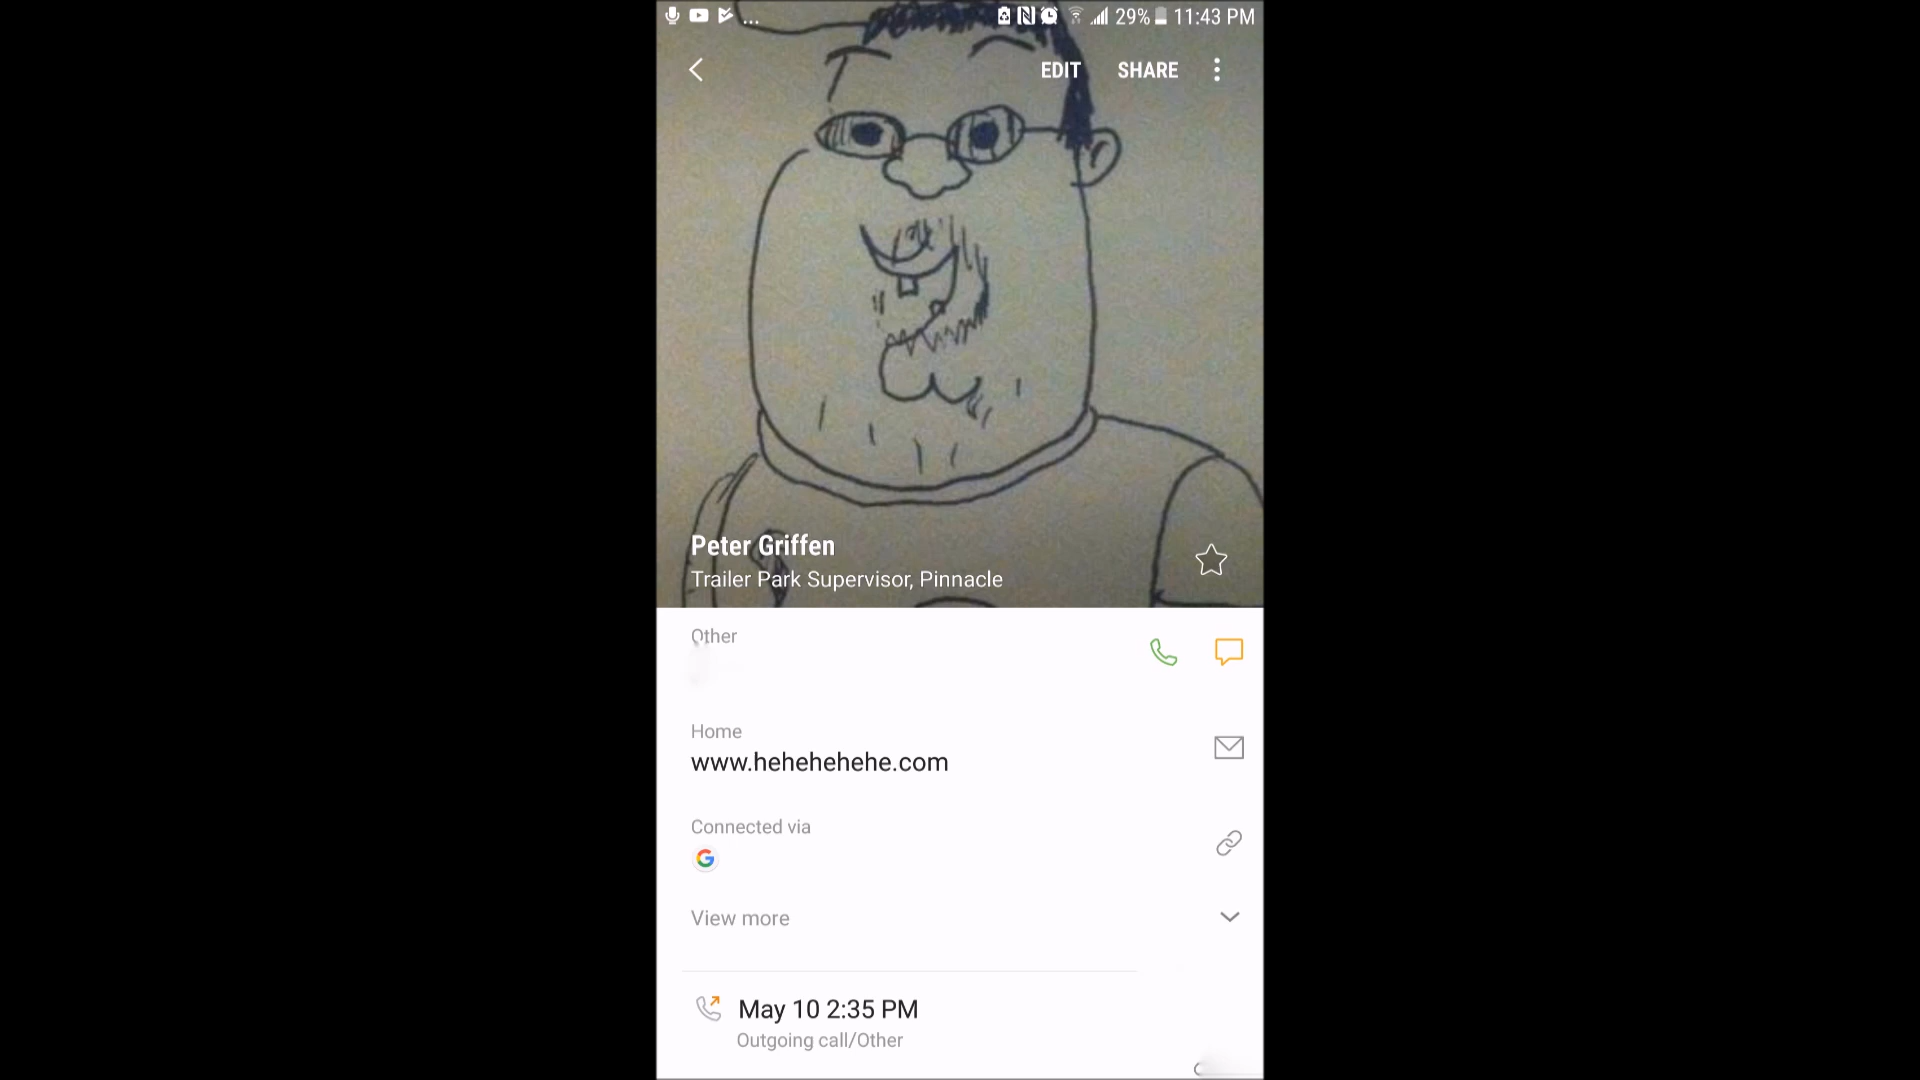 ... 29% 11:43 PM
EDIT SHARE
Peter Griffen
Trailer Park Supervisor, Pinnacle
Other
Home
www.hehehehehe.com
Connected via
View more
May 10 2:35 PM
Outgoing call/Other